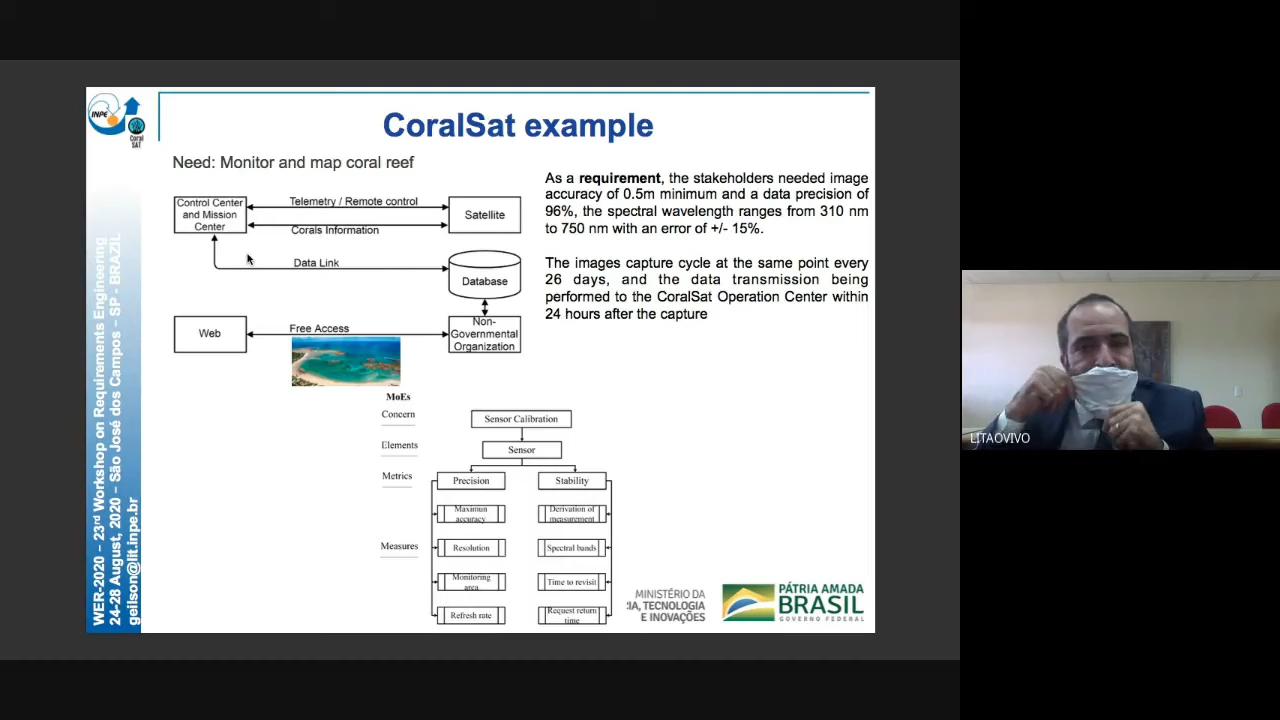 CoralSat example
INPE
Coral
SAT
Need: Monitor and map coral reef
Control Center
and Mission
Center
Telemetry / Remote control
Corals Information
Satellite
Data Link
Database
Web
Free Access
Non-
Governmental
Organization
As a requirement, the stakeholders needed image
accuracy of 0.5m minimum and a data precision of
96%, the spectral wavelength ranges from 310 nm
to 750 nm with an error of +/- 15%.
The images capture cycle at the same point every
26 days, and the data transmission being
performed to the CoralSat Operation Center within
24 hours after the capture
MoEs
Concern
Sensor Calibration
Elements
Sensor
Metrics
Precision
Stability
Measures
Maximun
accuracy
Resolution
Monitoring
area
Refresh rate
Derivation of
measurement
Spectral bands
Time to revisit
Request return
time
WER-2020 – 23rd Workshop on Requirements Engineering
24-28 August, 2020 – São José dos Campos – SP - BRAZIL
geilson@lit.inpe.br
MINISTÉRIO DA
IA, TECNOLOGIA
E INOVAÇÕES
PÁTRIA AMADA
BRASIL
GOVERNO FEDERAL
LITAOVIVO